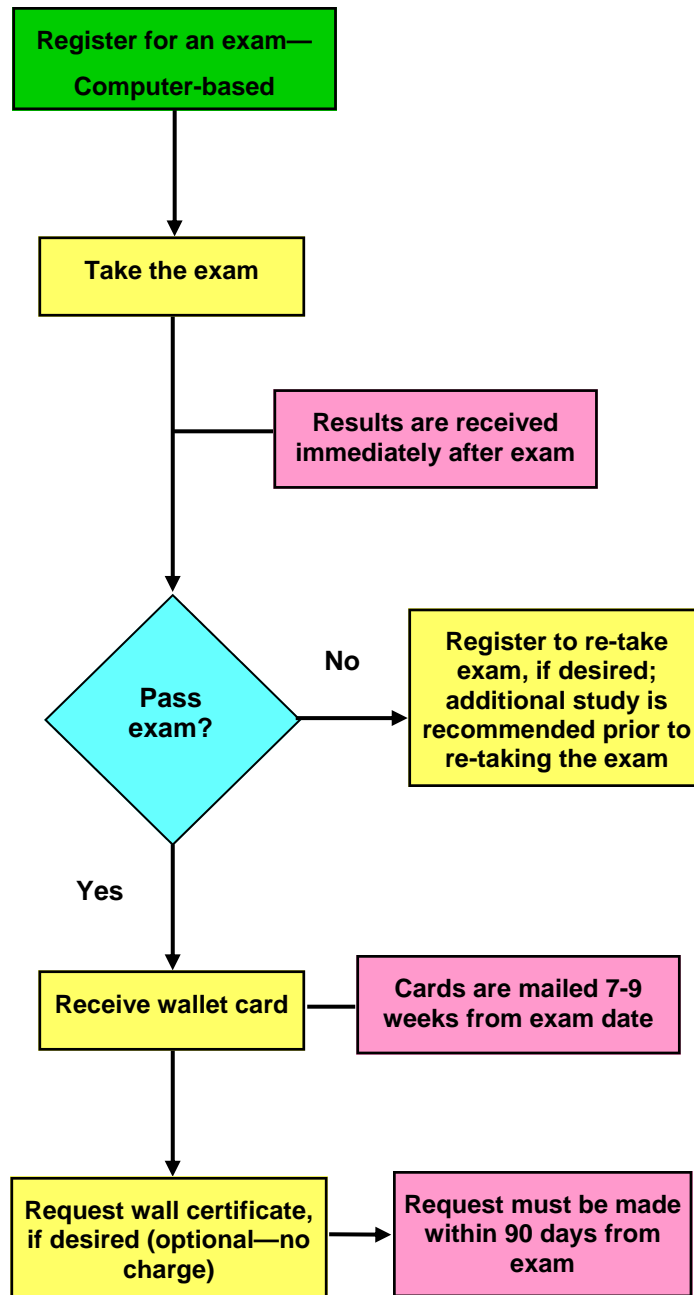 Register for an exam—
Computer-based
Take the exam
Results are received
immediately after exam
Pass
exam?
No
Register to re-take
exam, if desired;
additional study is
recommended prior to
re-taking the exam
Yes
Receive wallet card
Cards are mailed 7-9
weeks from exam date
Request wall certificate,
if desired (optional—no
charge)
Request must be made
within 90 days from
exam